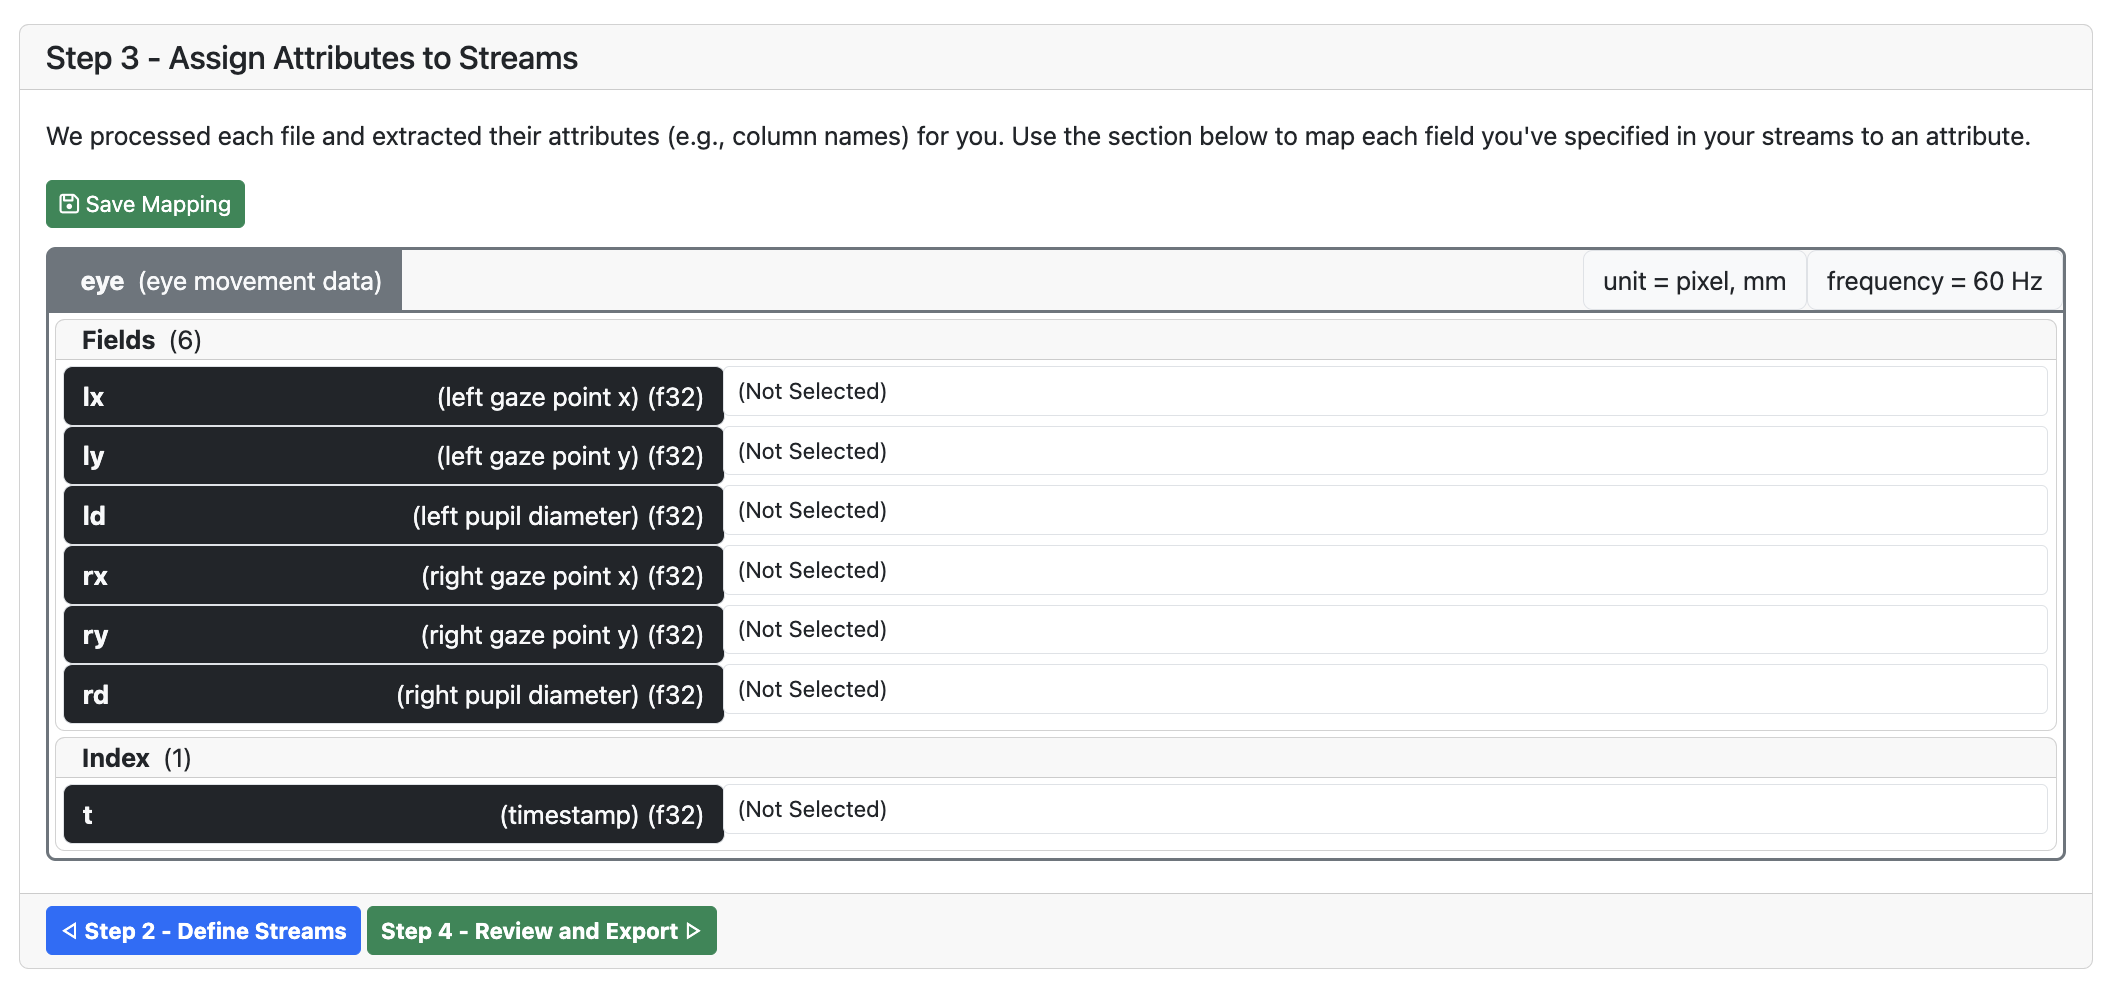 Step 3 - Assign Attributes to Streams
We processed each file and extracted their attributes (e.g., column names) for you. Use the section below to map each field you've specified in your streams to an attribute.
Save Mapping
eye (eye movement data) unit = pixel, mm frequency = 60 Hz
Fields (6)
lx (left gaze point x) (f32) (Not Selected)
ly (left gaze point y) (f32) (Not Selected)
ld (left pupil diameter) (f32) (Not Selected)
rx (right gaze point x) (f32) (Not Selected)
ry (right gaze point y) (f32) (Not Selected)
rd (right pupil diameter) (f32) (Not Selected)
Index (1)
t (timestamp) (f32) (Not Selected)
Step 2 - Define Streams Step 4 - Review and Export